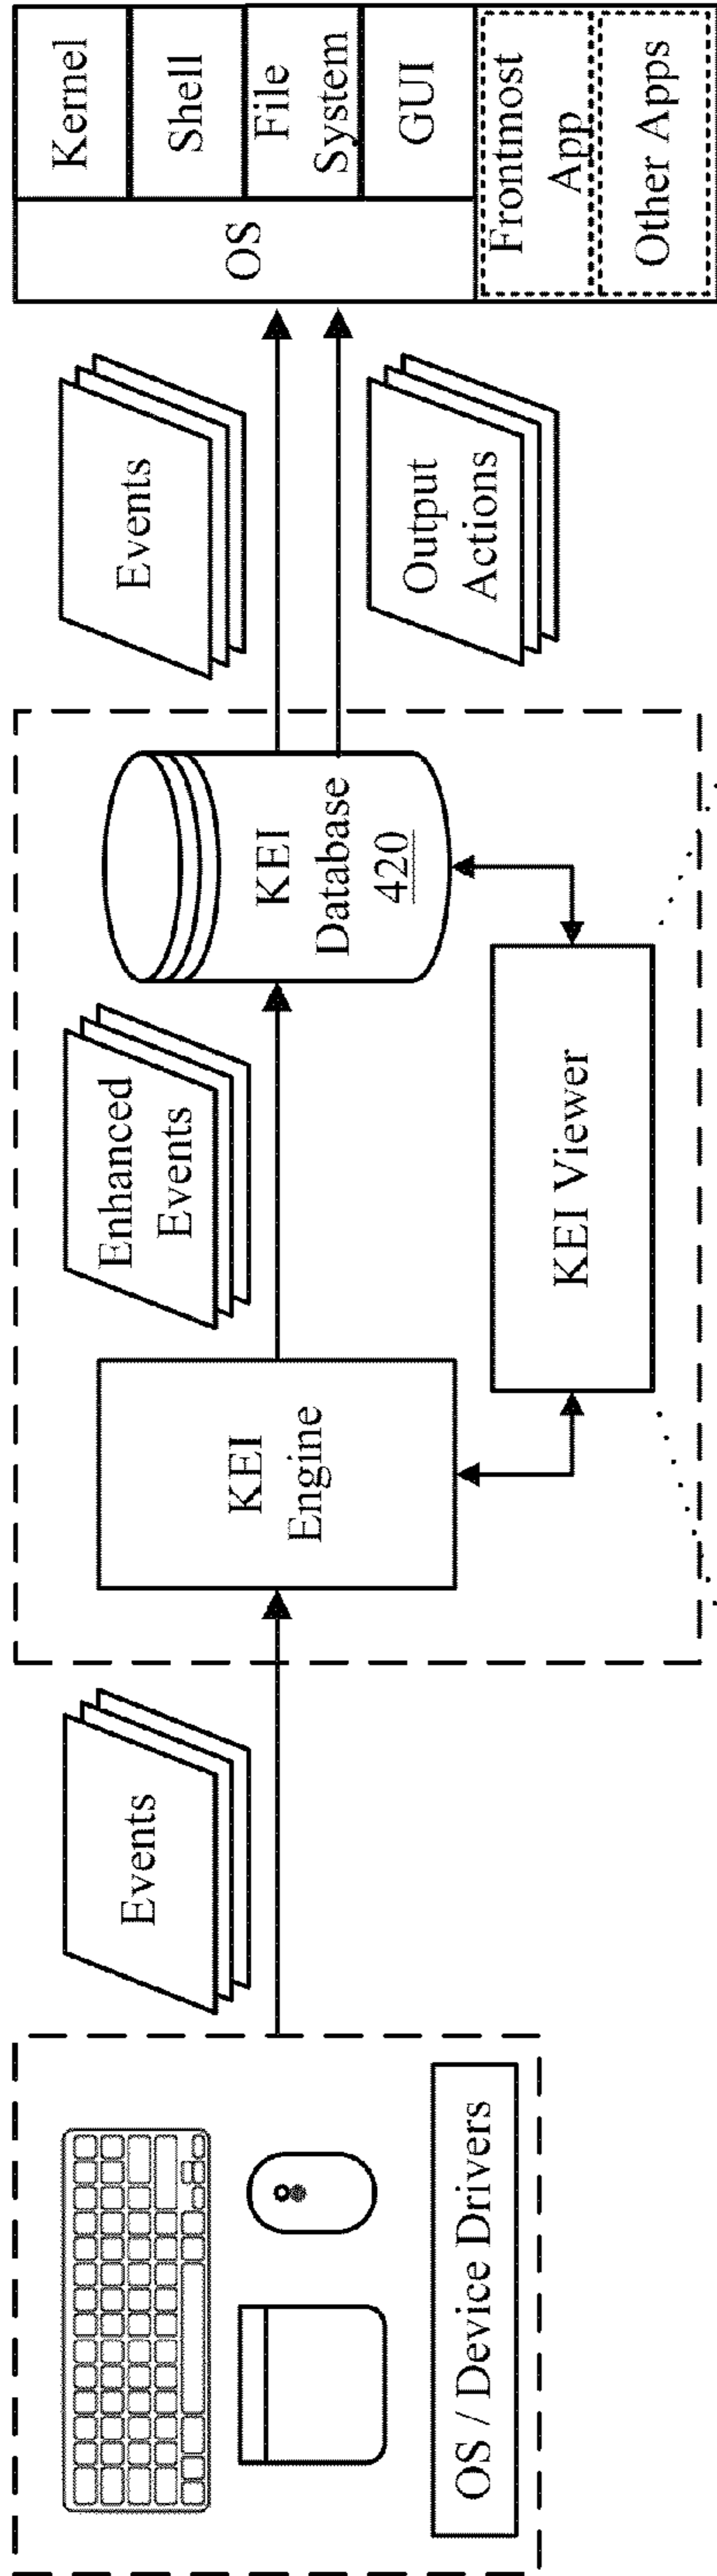 OS / Device Drivers
Events
KEI
Engine
Enhanced
Events
KEI
Database
420
KEI Viewer
Events
Output
Actions
OS
Kernel
Shell
File
System
GUI
Frontmost
App
Other Apps